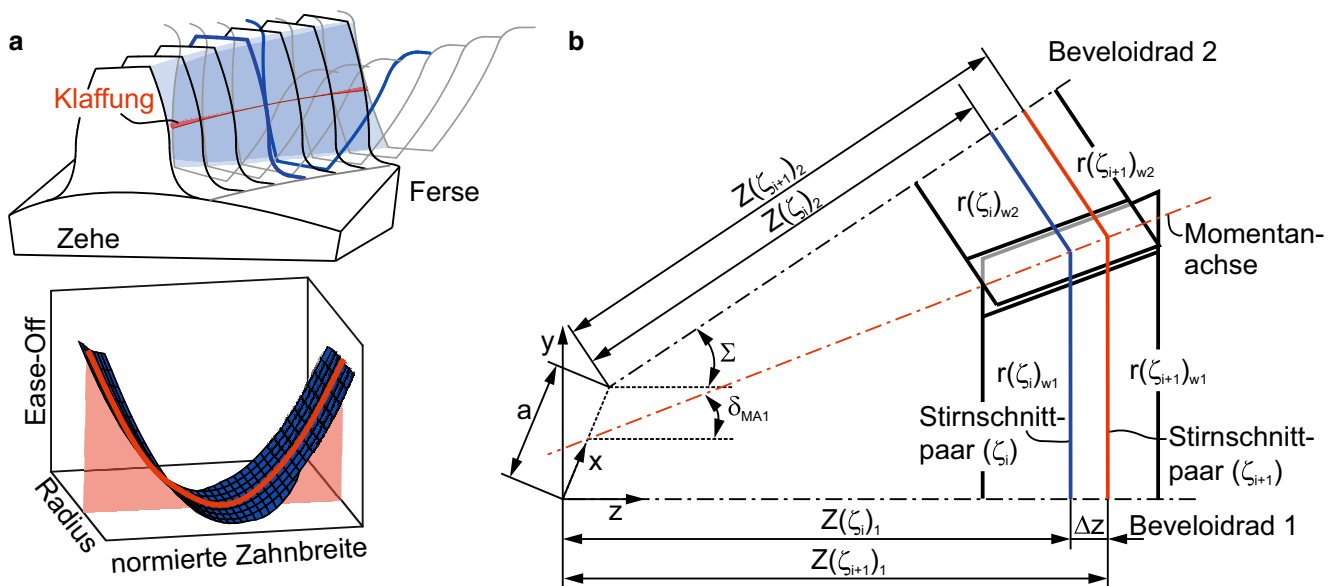 a
Klaffung
Ferse
Zehe
Ease-Off
Radius
normierte Zahnbreite
b
Beveloidrad 2
Z(ζi+1)2
Z(ζi)2
r(ζi+1)w2
r(ζi)w2
Momentan-
achse
y
Σ
a
δMA1
x
r(ζi)w1
r(ζi+1)w1
Stirnschnitt-
paar (ζi)
Stirnschnitt-
paar (ζi+1)
z
Z(ζi)1
Δz
Beveloidrad 1
Z(ζi+1)1